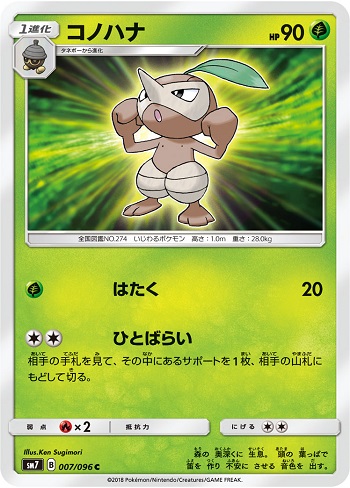 1進化
コノハナ
HP 90
タネボーから進化
全国図鑑NO.274 いじわるポケモン 高さ:1.0m 重さ:28.0kg
はたく 20
ひとばらい
相手の手札を見て、その中にあるサポートを1枚、相手の山札にもどして切る。
弱点 ×2 抵抗力 にげる
Illus.Ken Sugimori
sm7 B 007/096 C
森の 奥深くに 生息。 頭の 葉っぱで
笛を 作り 不安に させる 音色を 出す。
©2018 Pokémon/Nintendo/Creatures/GAME FREAK.